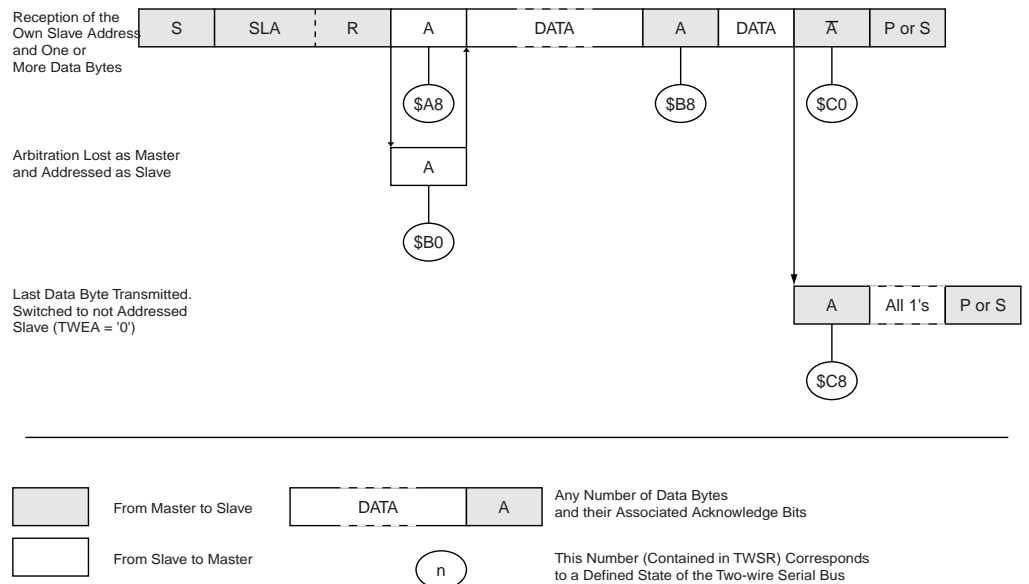 Reception of the
Own Slave Address
and One or
More Data Bytes
S SLA R A DATA A DATA A̅ P or S
$A8 $B8 $C0
Arbitration Lost as Master
and Addressed as Slave
A
$B0
Last Data Byte Transmitted.
Switched to not Addressed
Slave (TWEA = '0')
A All 1's P or S
$C8
From Master to Slave
DATA A
Any Number of Data Bytes
and their Associated Acknowledge Bits
From Slave to Master
n
This Number (Contained in TWSR) Corresponds
to a Defined State of the Two-wire Serial Bus